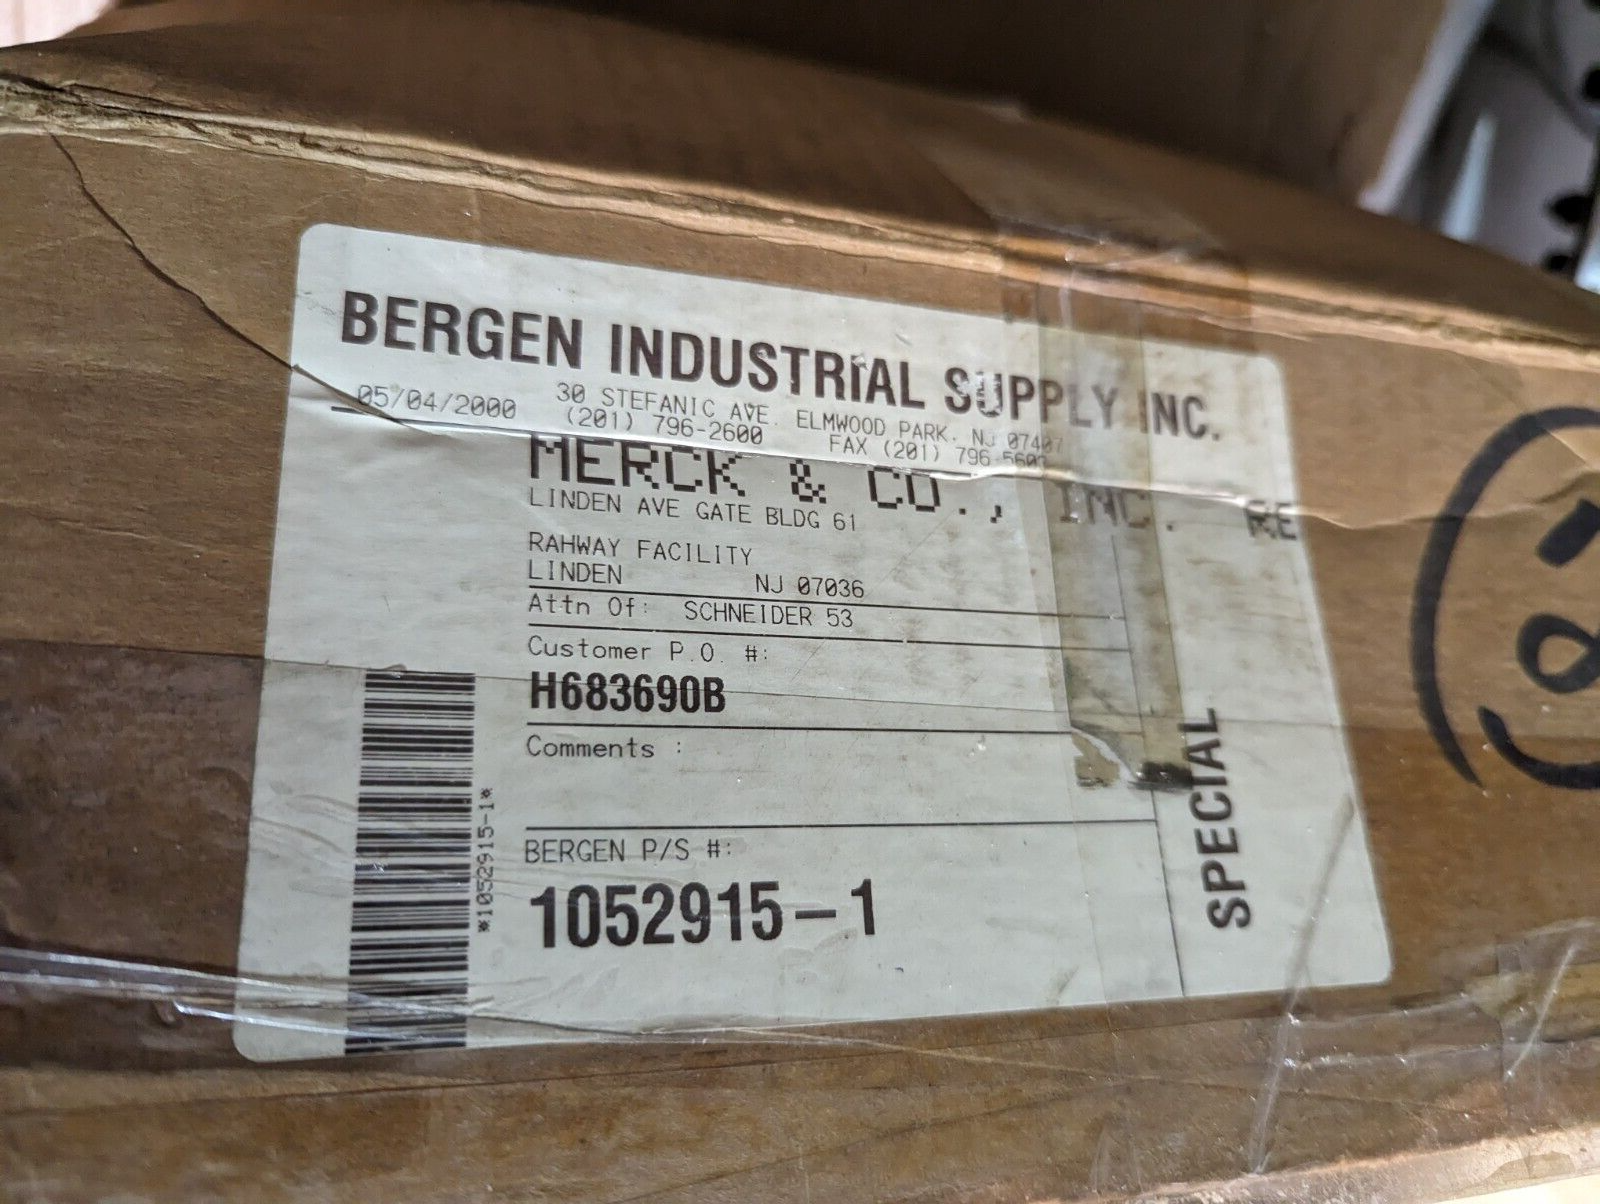 BERGEN INDUSTRIAL SUPPLY INC.
05/04/2000
30 STEFANIC AVE. ELMWOOD PARK, NJ 07407
(201) 796-2600 FAX (201) 796-5603
MERCK & CO., INC. RE
LINDEN AVE GATE BLDG 61
RAHWAY FACILITY
LINDEN NJ 07036
Attn Of: SCHNEIDER 53
Customer P.O. #:
H683690B
Comments :
BERGEN P/S #:
1052915-1
*1052915-1*
SPECIAL